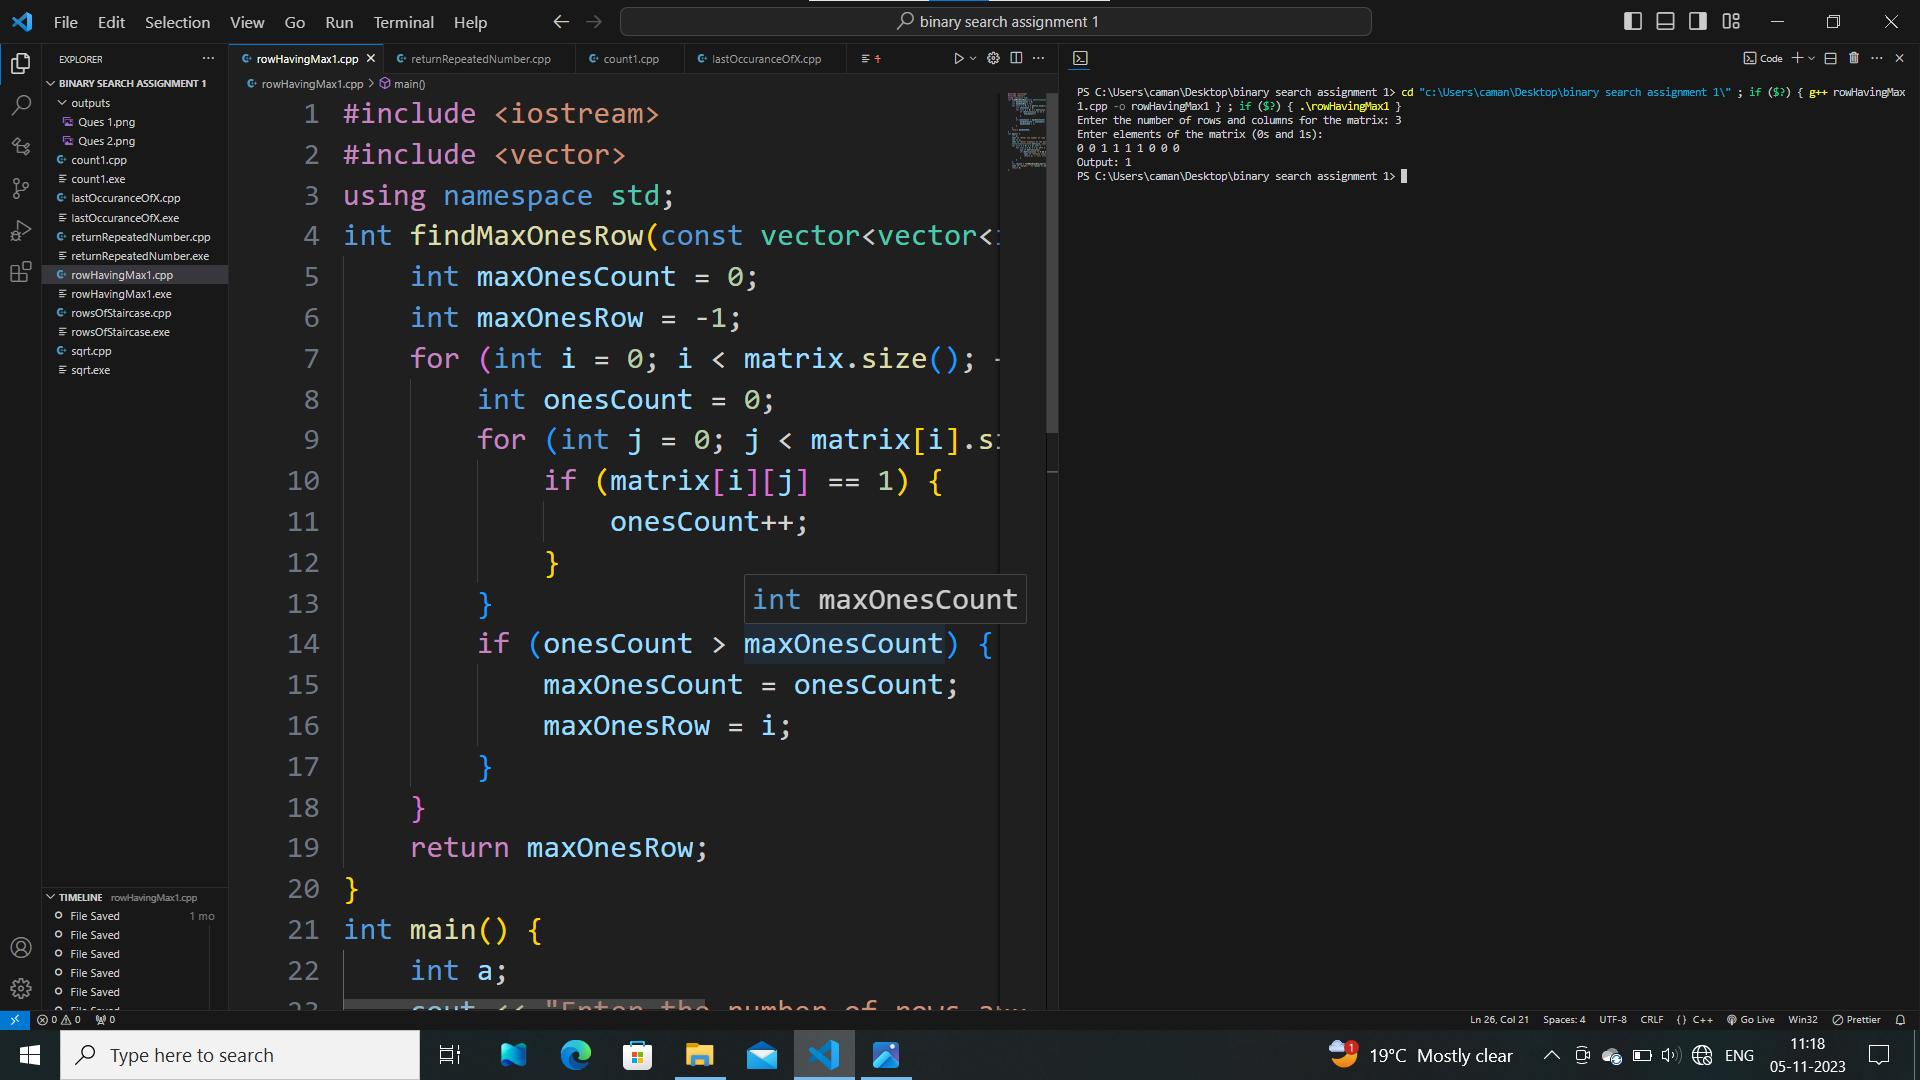 File Edit Selection View Go Run Terminal Help
binary search assignment 1
EXPLORER
BINARY SEARCH ASSIGNMENT 1
outputs
Ques 1.png
Ques 2.png
count1.cpp
count1.exe
lastOccuranceOfX.cpp
lastOccuranceOfX.exe
returnRepeatedNumber.cpp
returnRepeatedNumber.exe
rowHavingMax1.cpp
rowHavingMax1.exe
rowsOfStaircase.cpp
rowsOfStaircase.exe
sqrt.cpp
sqrt.exe
TIMELINE rowHavingMax1.cpp
File Saved 1 mo
File Saved
File Saved
File Saved
File Saved
rowHavingMax1.cpp returnRepeatedNumber.cpp count1.cpp lastOccuranceOfX.cpp
rowHavingMax1.cpp > main()
1 #include <iostream>
2 #include <vector>
3 using namespace std;
4 int findMaxOnesRow(const vector<vector<
5 int maxOnesCount = 0;
6 int maxOnesRow = -1;
7 for (int i = 0; i < matrix.size();
8 int onesCount = 0;
9 for (int j = 0; j < matrix[i].si
10 if (matrix[i][j] == 1) {
11 onesCount++;
12 }
13 }
int maxOnesCount
14 if (onesCount > maxOnesCount) {
15 maxOnesCount = onesCount;
16 maxOnesRow = i;
17 }
18 }
19 return maxOnesRow;
20 }
21 int main() {
22 int a;
23 cout << "Enter the number of rows a
Code
PS C:\Users\caman\Desktop\binary search assignment 1> cd "c:\Users\caman\Desktop\binary search assignment 1\" ; if ($?) { g++ rowHavingMax
1.cpp -o rowHavingMax1 } ; if ($?) { .\rowHavingMax1 }
Enter the number of rows and columns for the matrix: 3
Enter elements of the matrix (0s and 1s):
0 0 1 1 1 1 0 0 0
Output: 1
PS C:\Users\caman\Desktop\binary search assignment 1>
0 0 0
Ln 26, Col 21 Spaces: 4 UTF-8 CRLF {} C++ Go Live Win32 Prettier
Type here to search
1
19°C Mostly clear
ENG
11:18
05-11-2023